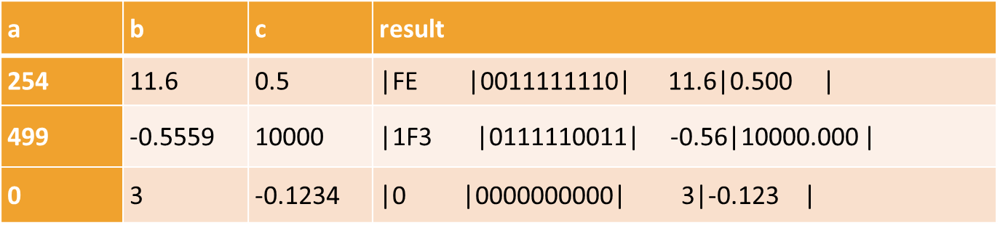 a b c result
254 11.6 0.5 |FE        |0011111110|      11.6|0.500     |
499 -0.5559 10000 |1F3       |0111110011|     -0.56|10000.000 |
0 3 -0.1234 |0         |0000000000|         3|-0.123    |